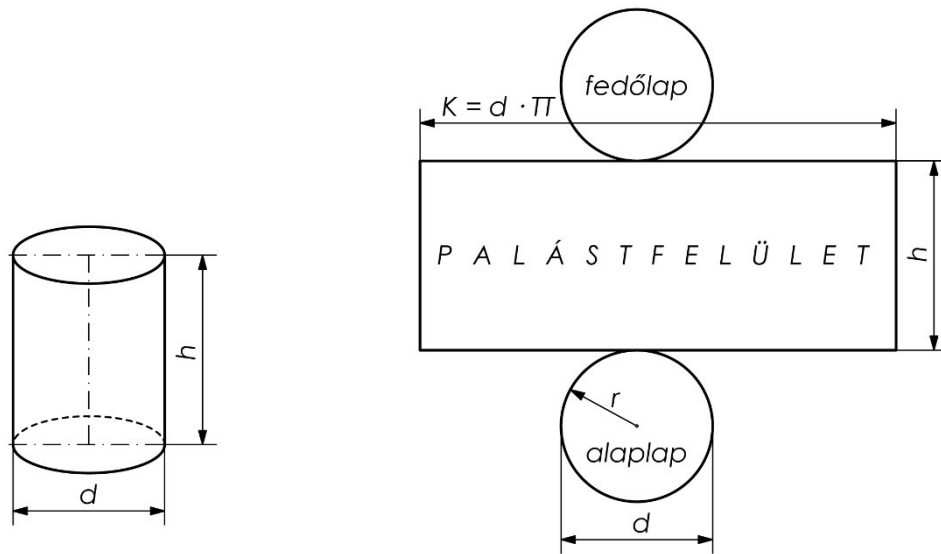 fedőlap
K = d · π
P A L Á S T F E L Ü L E T
h
h
r
alaplap
d
d